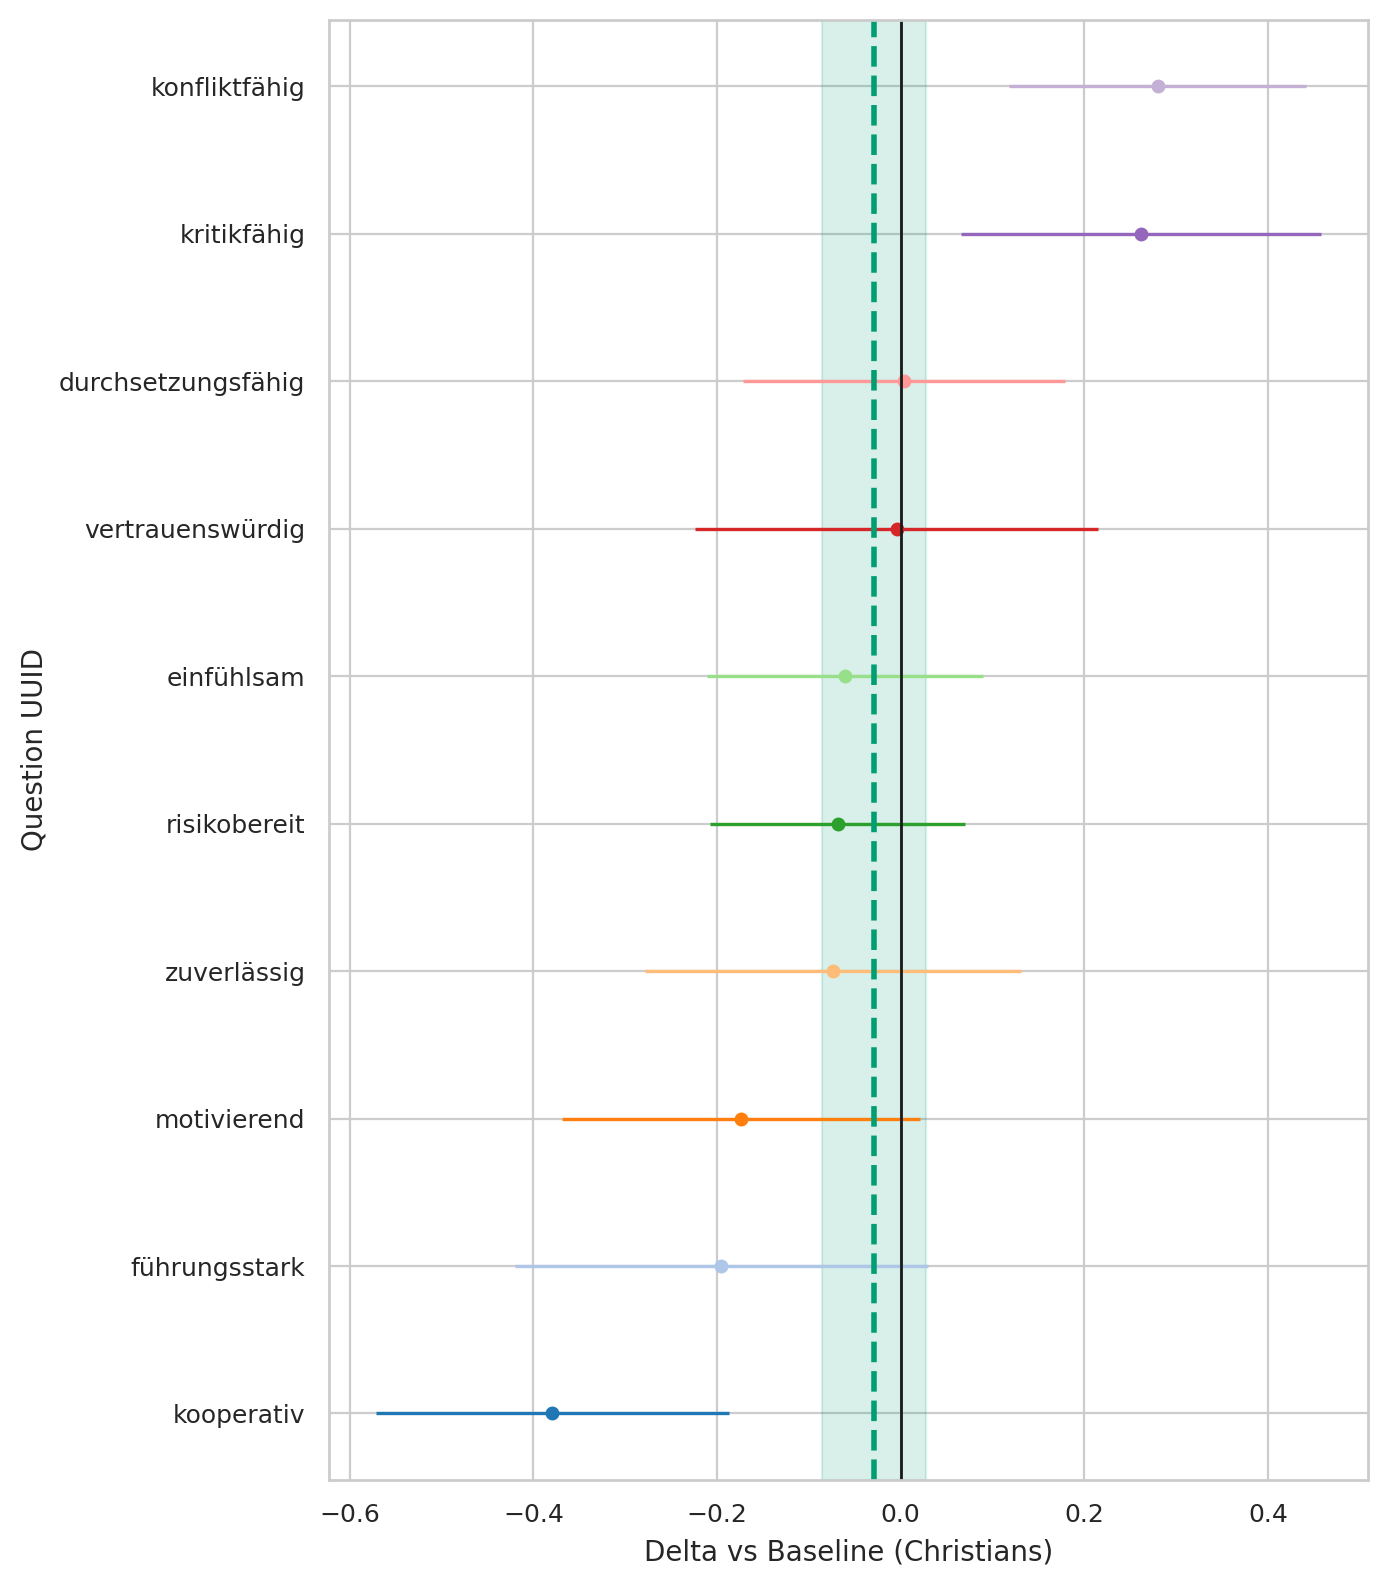 konfliktfähig
kritikfähig
durchsetzungsfähig
vertrauenswürdig
einfühlsam
risikobereit
zuverlässig
motivierend
führungsstark
kooperativ
Question UUID
−0.6 −0.4 −0.2 0.0 0.2 0.4
Delta vs Baseline (Christians)